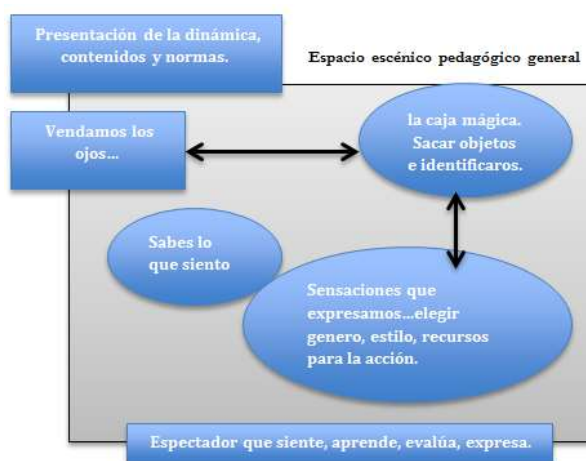 Presentación de la dinámica,
contenidos y normas.
Espacio escénico pedagógico general
Vendamos los
ojos…
la caja mágica.
Sacar objetos
e identificaros.
Sabes lo
que siento
Sensaciones que
expresamos…elegir
genero, estilo, recursos
para la acción.
Espectador que siente, aprende, evalúa, expresa.